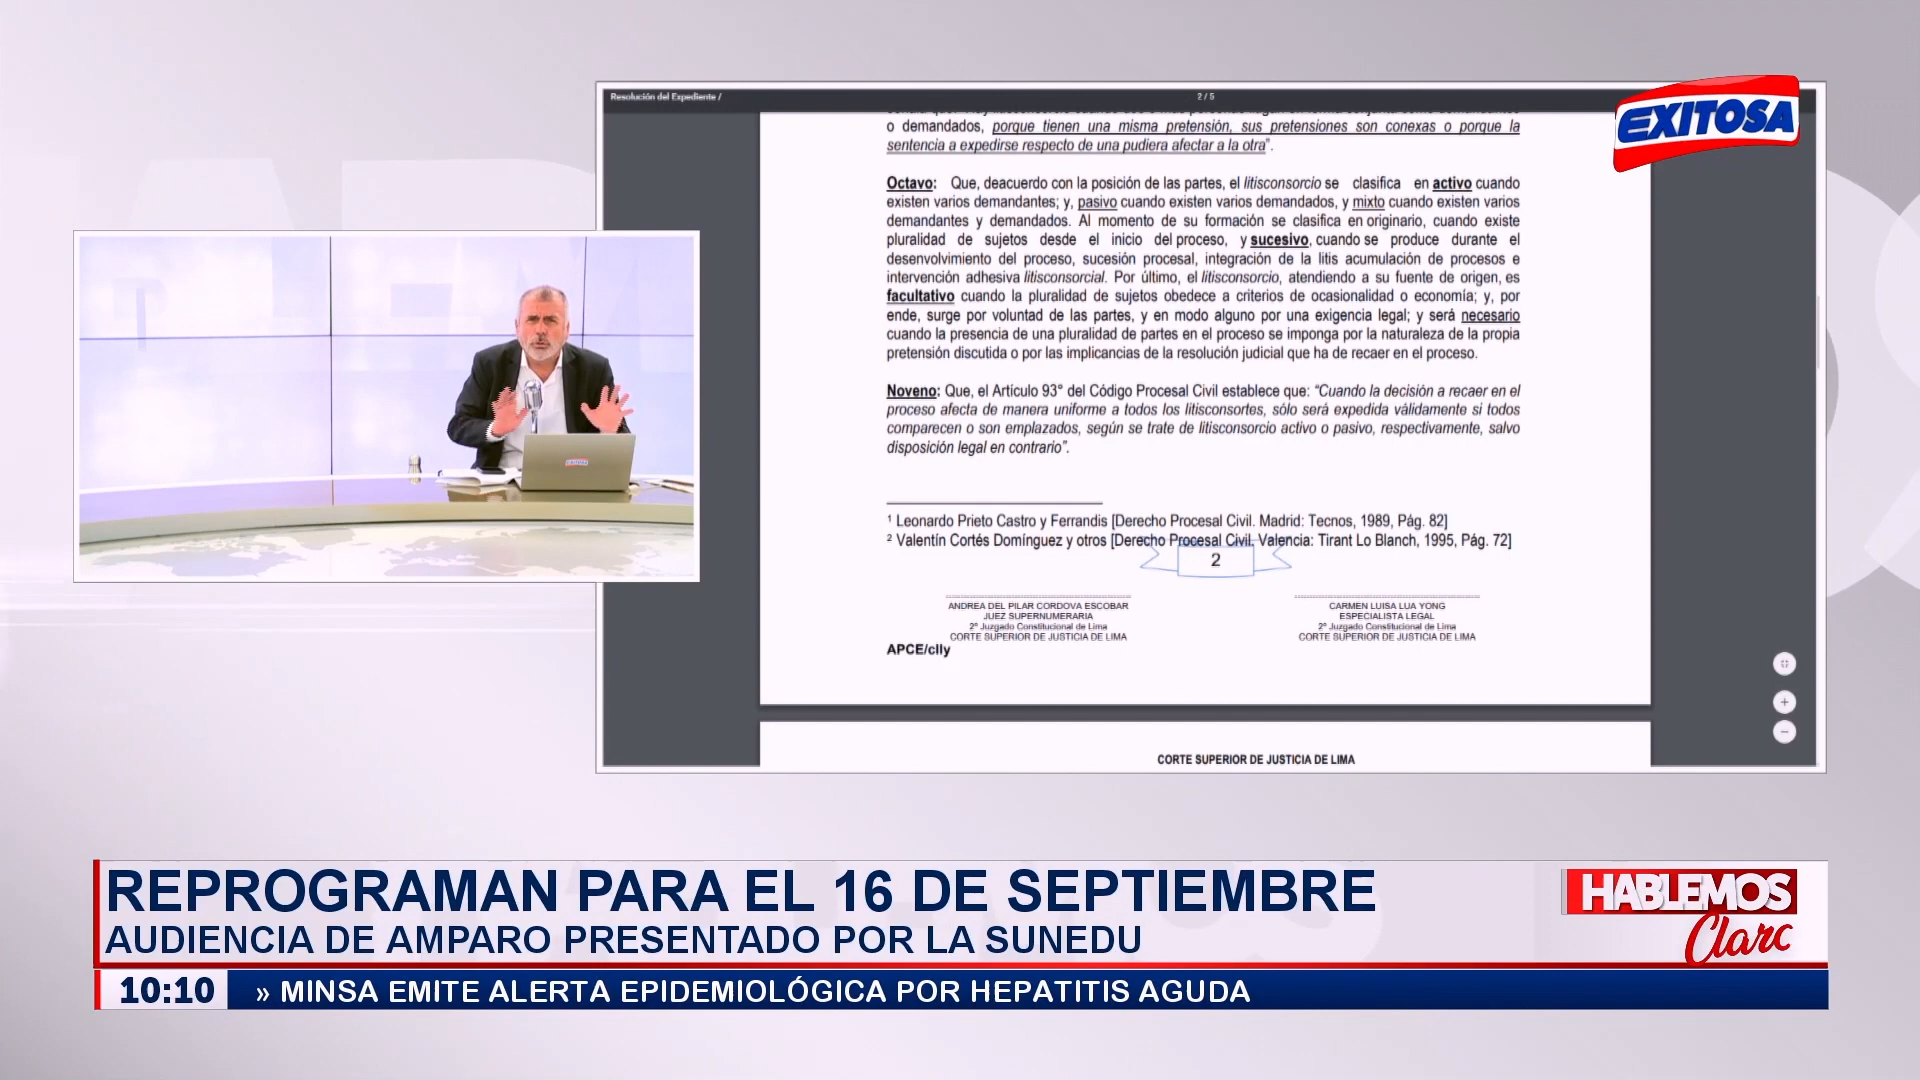 Resolución del Expediente /
2 / 5
EXITOSA
o demandados, porque tienen una misma pretensión, sus pretensiones son conexas o porque la
sentencia a expedirse respecto de una pudiera afectar a la otra”.
Octavo: Que, deacuerdo con la posición de las partes, el litisconsorcio se clasifica en activo cuando
existen varios demandantes; y, pasivo cuando existen varios demandados, y mixto cuando existen varios
demandantes y demandados. Al momento de su formación se clasifica en originario, cuando existe
pluralidad de sujetos desde el inicio del proceso, y sucesivo, cuando se produce durante el
desenvolvimiento del proceso, sucesión procesal, integración de la litis acumulación de procesos e
intervención adhesiva litisconsorcial. Por último, el litisconsorcio, atendiendo a su fuente de origen, es
facultativo cuando la pluralidad de sujetos obedece a criterios de ocasionalidad o economía; y, por
ende, surge por voluntad de las partes, y en modo alguno por una exigencia legal; y será necesario
cuando la presencia de una pluralidad de partes en el proceso se imponga por la naturaleza de la propia
pretensión discutida o por las implicancias de la resolución judicial que ha de recaer en el proceso.
Noveno: Que, el Artículo 93° del Código Procesal Civil establece que: “Cuando la decisión a recaer en el
proceso afecta de manera uniforme a todos los litisconsortes, sólo será expedida válidamente si todos
comparecen o son emplazados, según se trate de litisconsorcio activo o pasivo, respectivamente, salvo
disposición legal en contrario”.
1 Leonardo Prieto Castro y Ferrandis [Derecho Procesal Civil. Madrid: Tecnos, 1989, Pág. 82]
2 Valentín Cortés Domínguez y otros [Derecho Procesal Civil. Valencia: Tirant Lo Blanch, 1995, Pág. 72]
2
ANDREA DEL PILAR CORDOVA ESCOBAR
JUEZ SUPERNUMERARIA
2° Juzgado Constitucional de Lima
CORTE SUPERIOR DE JUSTICIA DE LIMA
CARMEN LUISA LUA YONG
ESPECIALISTA LEGAL
2° Juzgado Constitucional de Lima
CORTE SUPERIOR DE JUSTICIA DE LIMA
APCE/clly
CORTE SUPERIOR DE JUSTICIA DE LIMA
EXITOSA
REPROGRAMAN PARA EL 16 DE SEPTIEMBRE
AUDIENCIA DE AMPARO PRESENTADO POR LA SUNEDU
HABLEMOS
Claro
10:10
» MINSA EMITE ALERTA EPIDEMIOLÓGICA POR HEPATITIS AGUDA